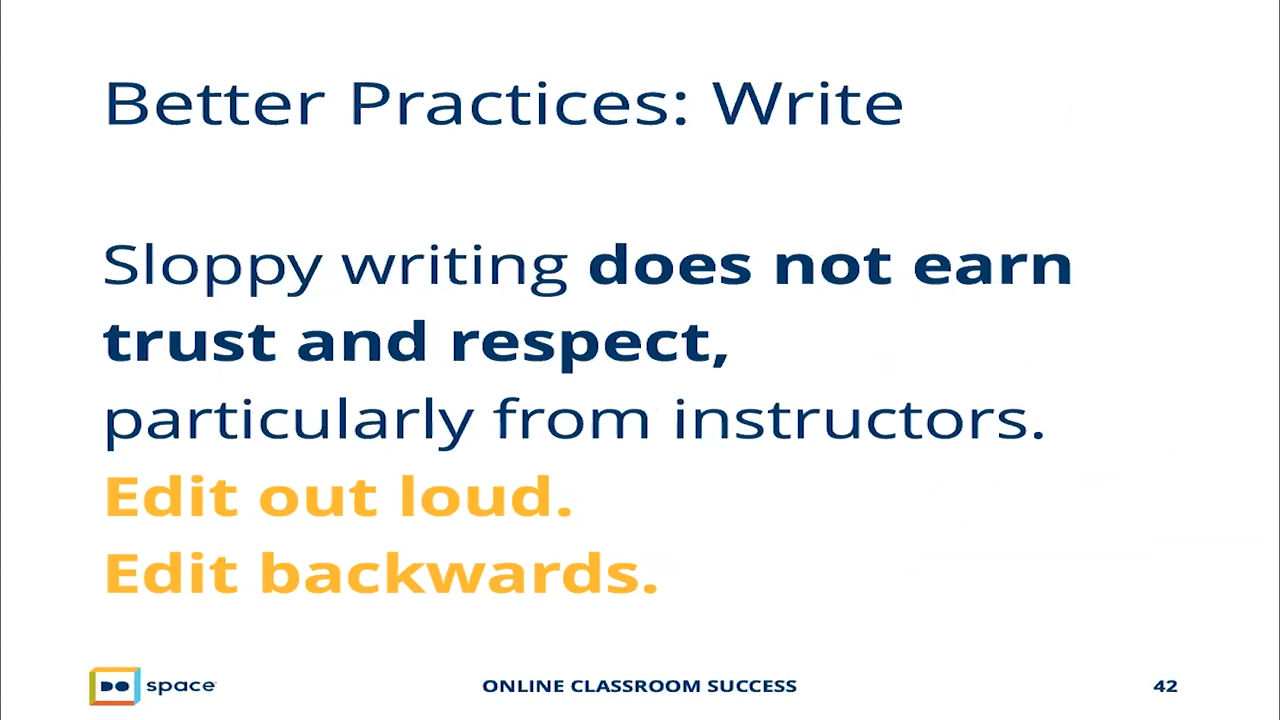 Better Practices: Write
Sloppy writing does not earn
trust and respect,
particularly from instructors.
Edit out loud.
Edit backwards.
DO space
ONLINE CLASSROOM SUCCESS
42